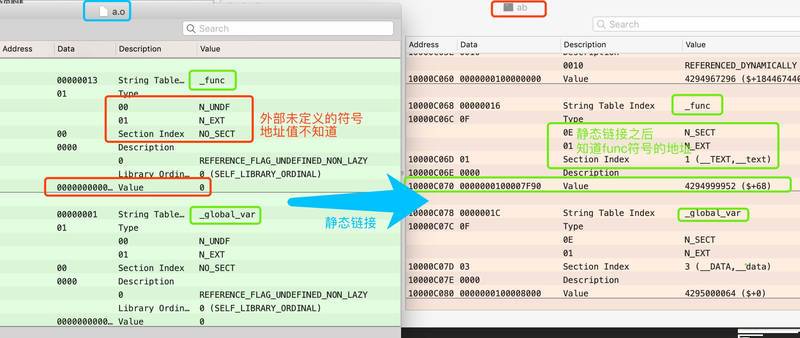 a.o
Search
Address Data Description Value
00000013 String Table... _func
01 Type
00 N_UNDF
01 N_EXT
00 Section Index NO_SECT
0000 Description
0 REFERENCE_FLAG_UNDEFINED_NON_LAZY
Library Ordin... 0 (SELF_LIBRARY_ORDINAL)
0000000000... Value 0
00000001 String Table... _global_var
01 Type
00 N_UNDF
01 N_EXT
00 Section Index NO_SECT
0000 Description
0 REFERENCE_FLAG_UNDEFINED_NON_LAZY
Library Ordin... 0 (SELF_LIBRARY_ORDINAL)
0000000000... Value 0
外部未定义的符号
地址值不知道
静态链接
ab
Search
Address Data Description Value
0010 REFERENCED_DYNAMICALLY
10000C060 0000000100000000 Value 4294967296 ($+184467440
10000C068 00000016 String Table Index _func
10000C06C 0F Type
0E N_SECT
01 N_EXT
10000C06D 01 Section Index 1 (__TEXT,__text)
10000C06E 0000 Description
10000C070 0000000100007F90 Value 4294999952 ($+68)
10000C078 0000001C String Table Index _global_var
10000C07C 0F Type
0E N_SECT
01 N_EXT
10000C07D 03 Section Index 3 (__DATA,__data)
10000C07E 0000 Description
10000C080 0000000100008000 Value 4295000064 ($+0)
静态链接之后
知道func符号的地址